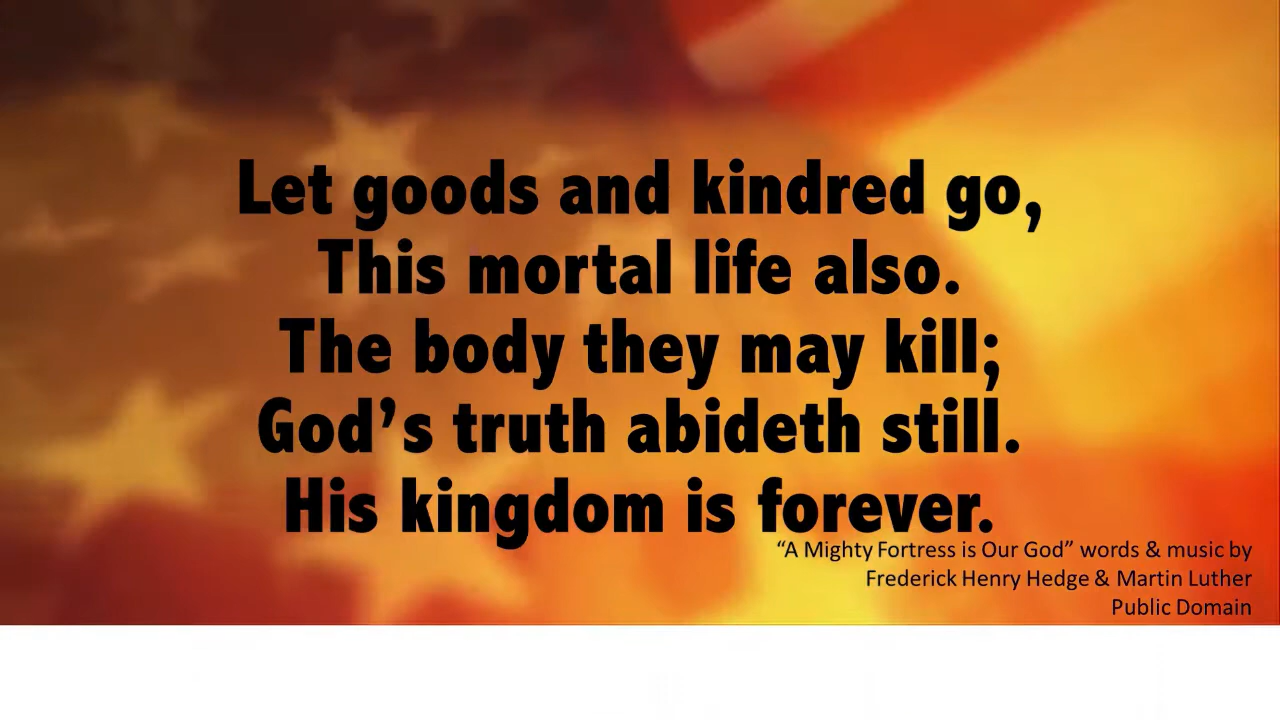 Let goods and kindred go,
This mortal life also.
The body they may kill;
God’s truth abideth still.
His kingdom is forever.
“A Mighty Fortress is Our God” words & music by
Frederick Henry Hedge & Martin Luther
Public Domain